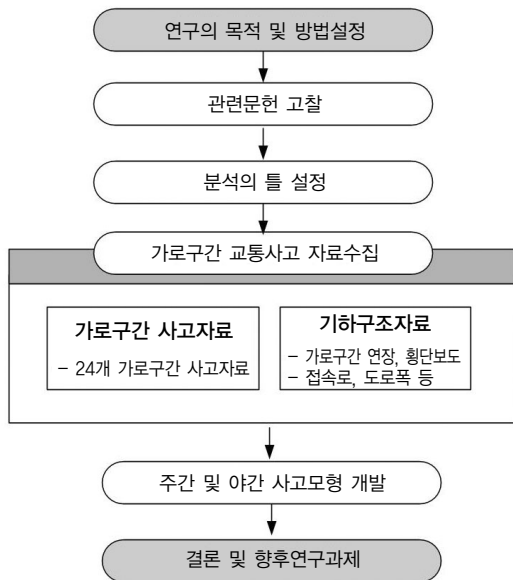 연구의 목적 및 방법설정
관련문헌 고찰
분석의 틀 설정
가로구간 교통사고 자료수집
가로구간 사고자료
- 24개 가로구간 사고자료
기하구조자료
- 가로구간 연장, 횡단보도
- 접속로, 도로폭 등
주간 및 야간 사고모형 개발
결론 및 향후연구과제